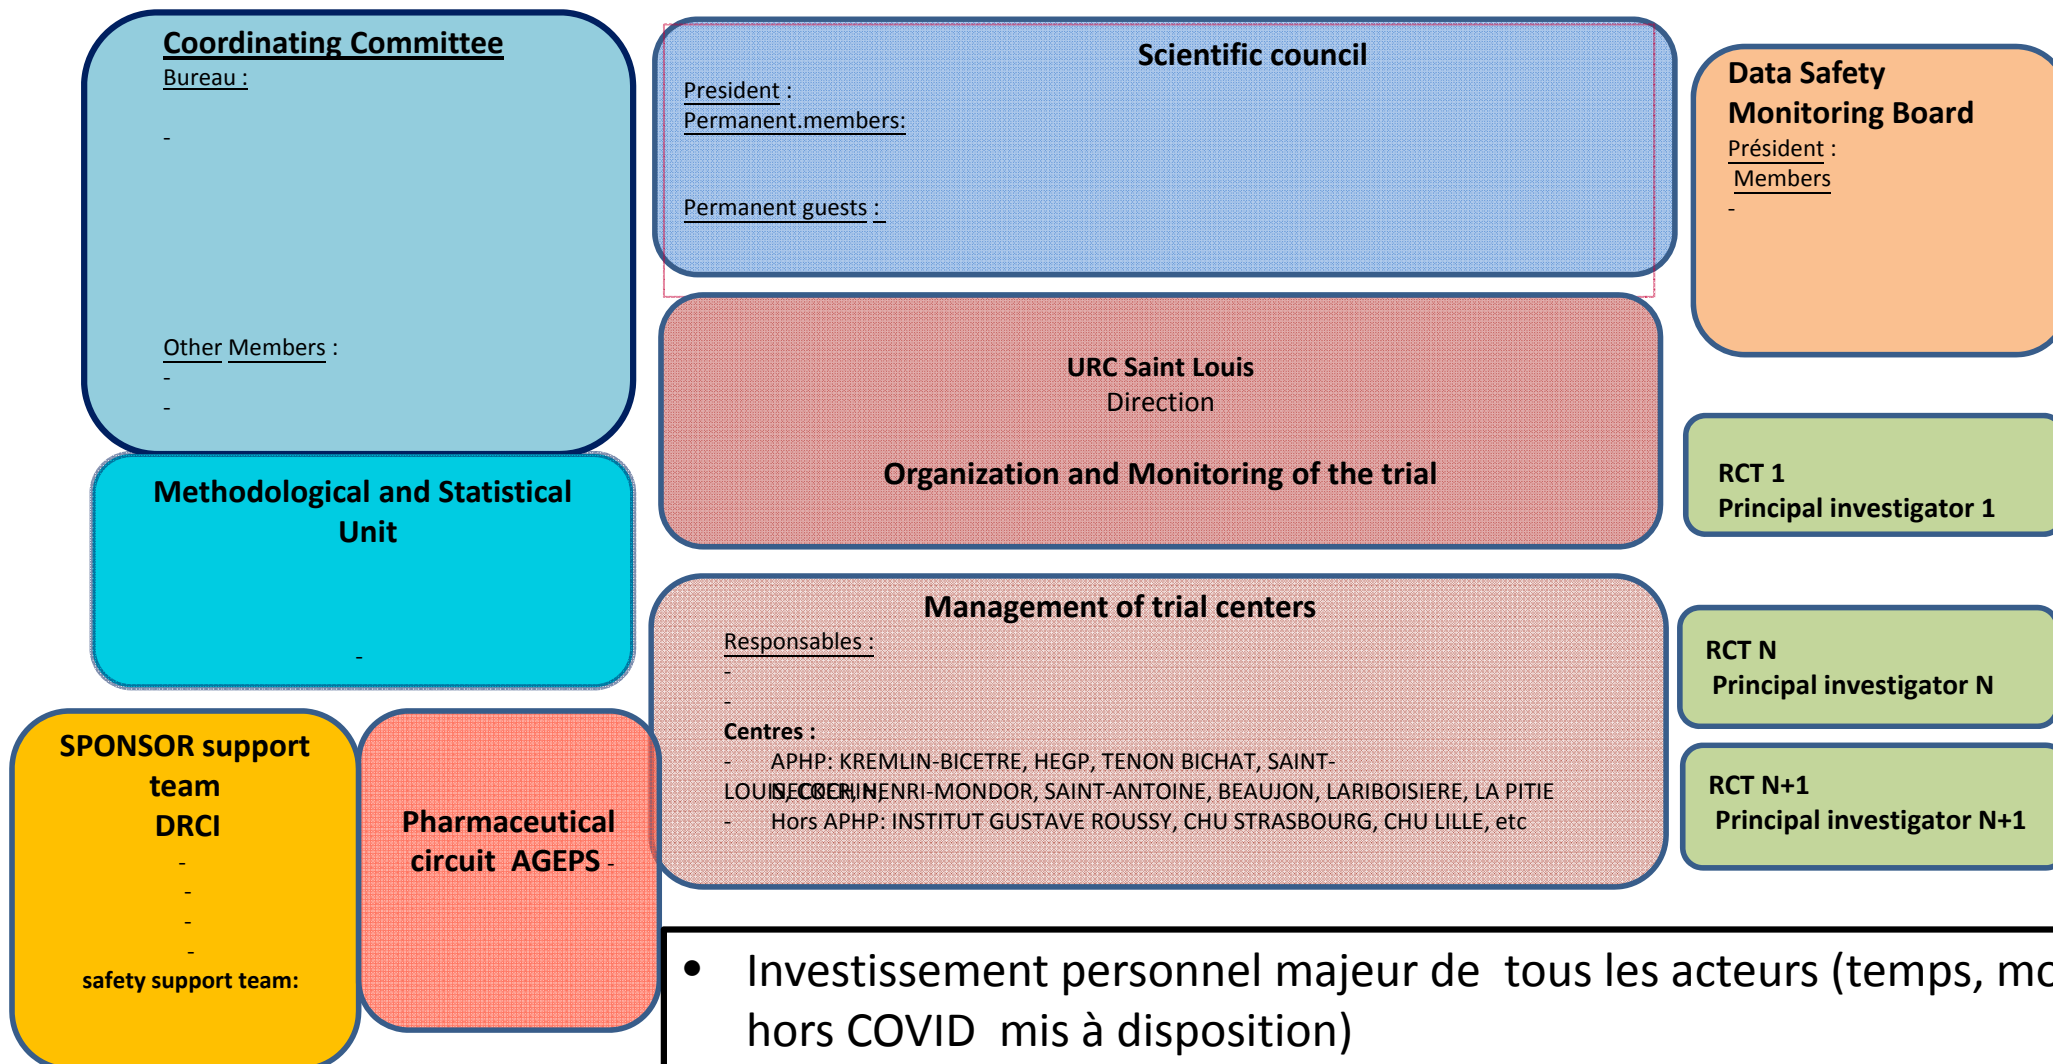 Coordinating Committee
Bureau :
-
Other Members :
-
-
Scientific council
President :
Permanent.members:
Permanent guests :
Data Safety
Monitoring Board
Président :
Members
-
URC Saint Louis
Direction
Organization and Monitoring of the trial
Methodological and Statistical
Unit
-
RCT 1
Principal investigator 1
Management of trial centers
Responsables :
-
-
Centres :
- APHP: KREMLIN-BICETRE, HEGP, TENON BICHAT, SAINT-
LOUIS, COCHIN, NECKER, HENRI-MONDOR, SAINT-ANTOINE, BEAUJON, LARIBOISIERE, LA PITIE
- Hors APHP: INSTITUT GUSTAVE ROUSSY, CHU STRASBOURG, CHU LILLE, etc
RCT N
Principal investigator N
RCT N+1
Principal investigator N+1
SPONSOR support
team
DRCI
-
-
-
-
safety support team:
Pharmaceutical
circuit AGEPS -
• Investissement personnel majeur de tous les acteurs (temps,
hors COVID mis à disposition)